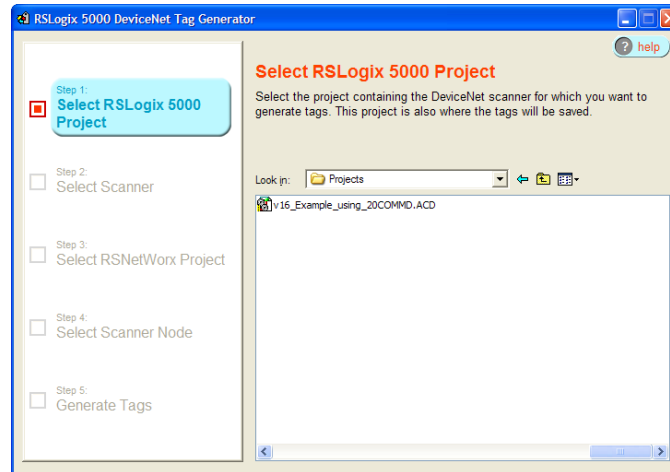 RSLogix 5000 DeviceNet Tag Generator
? help
Step 1:
Select RSLogix 5000
Project
Step 2:
Select Scanner
Step 3:
Select RSNetWorx Project
Step 4:
Select Scanner Node
Step 5:
Generate Tags
Select RSLogix 5000 Project
Select the project containing the DeviceNet scanner for which you want to
generate tags. This project is also where the tags will be saved.
Look in: Projects
v16_Example_using_20COMMD.ACD